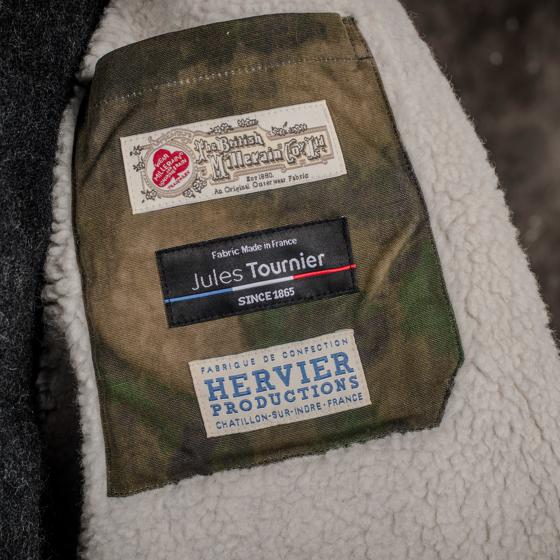 The British
Millerain Co. Ltd
Est 1880.
An Original Outerwear Fabric
Fabric Made in France
Jules Tournier
SINCE 1865
FABRIQUE DE CONFECTION
HERVIER
PRODUCTIONS
CHATILLON-SUR-INDRE·FRANCE